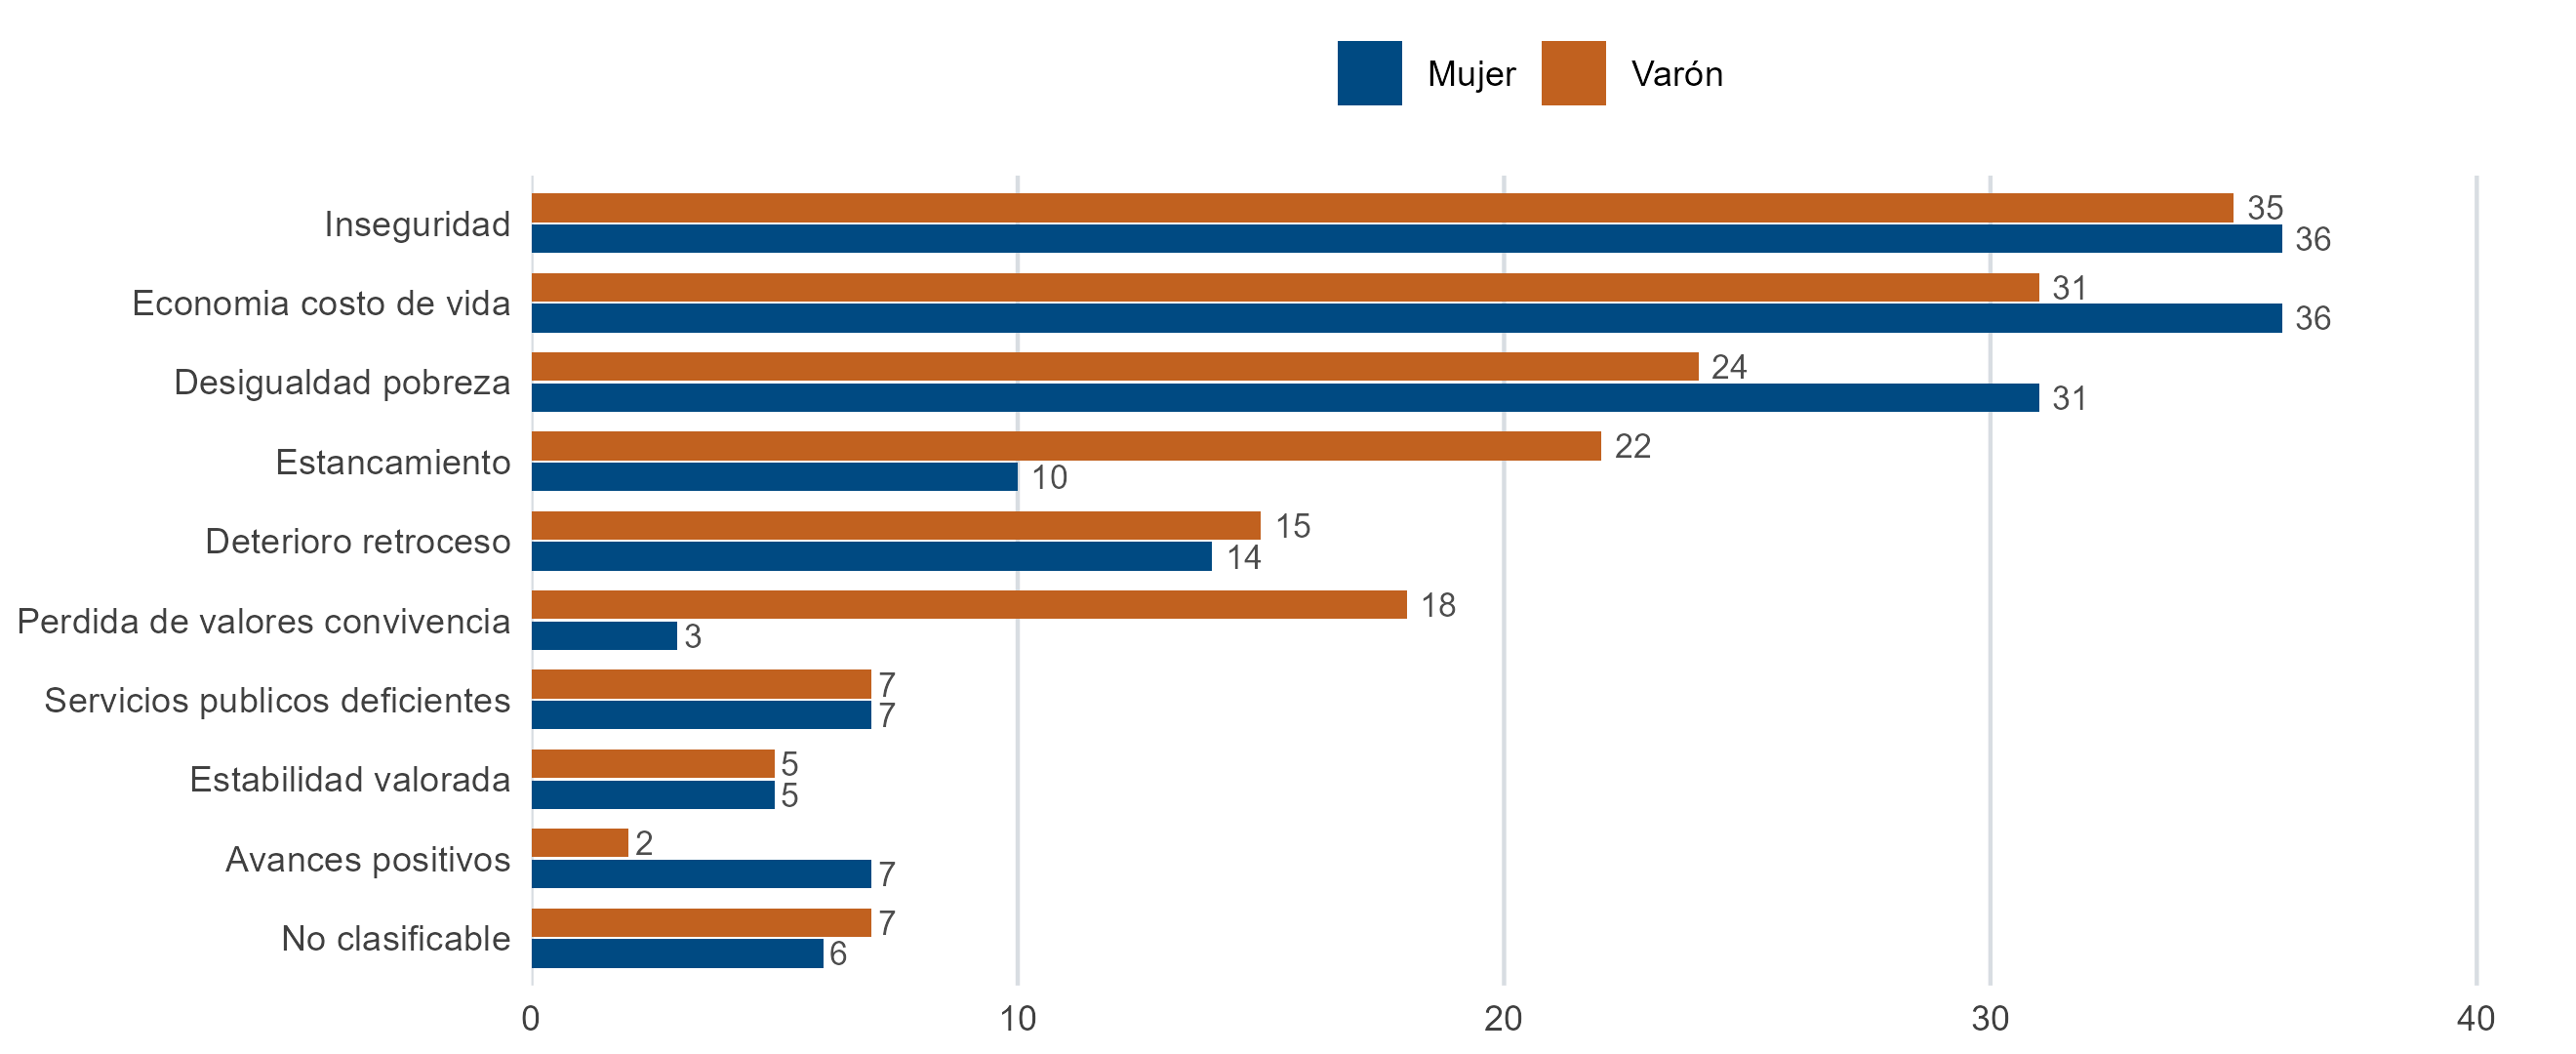 Mujer Varón
Inseguridad 35
36
Economia costo de vida 31
36
Desigualdad pobreza 24
31
Estancamiento 22
10
Deterioro retroceso 15
14
Perdida de valores convivencia 18
3
Servicios publicos deficientes 7
7
Estabilidad valorada 5
5
Avances positivos 2
7
No clasificable 7
6
0 10 20 30 40